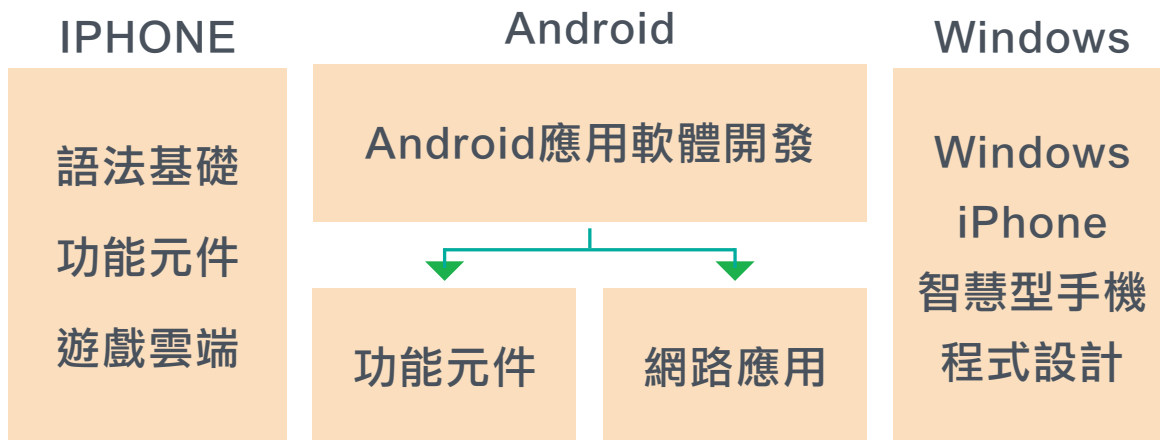 IPHONE
語法基礎
功能元件
遊戲雲端
Android
Android應用軟體開發
功能元件
網路應用
Windows
Windows
iPhone
智慧型手機
程式設計